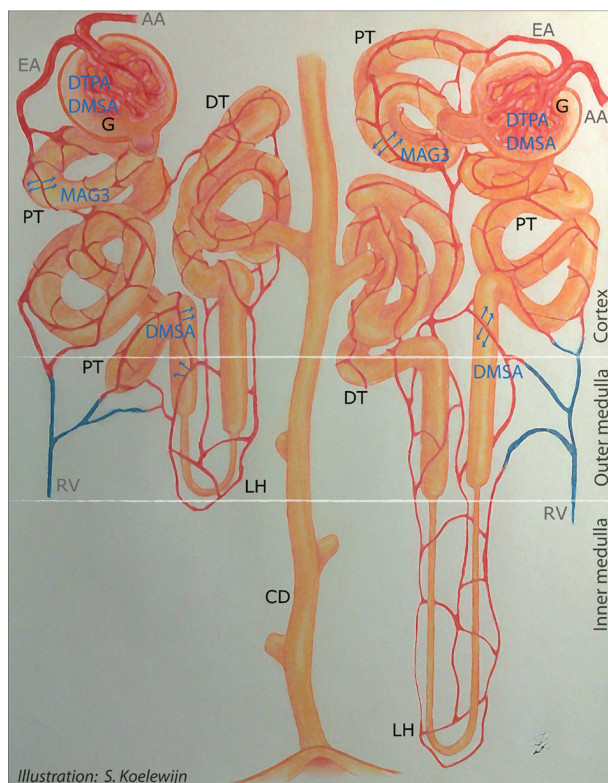 AA
EA
DTPA
DMSA
G
DT
MAG3
PT
DMSA
PT
RV
LH
CD
PT
EA
G
AA
DTPA
DMSA
MAG3
PT
DMSA
DT
RV
LH
Cortex
Outer medulla
Inner medulla
Illustration: S. Koelewijn